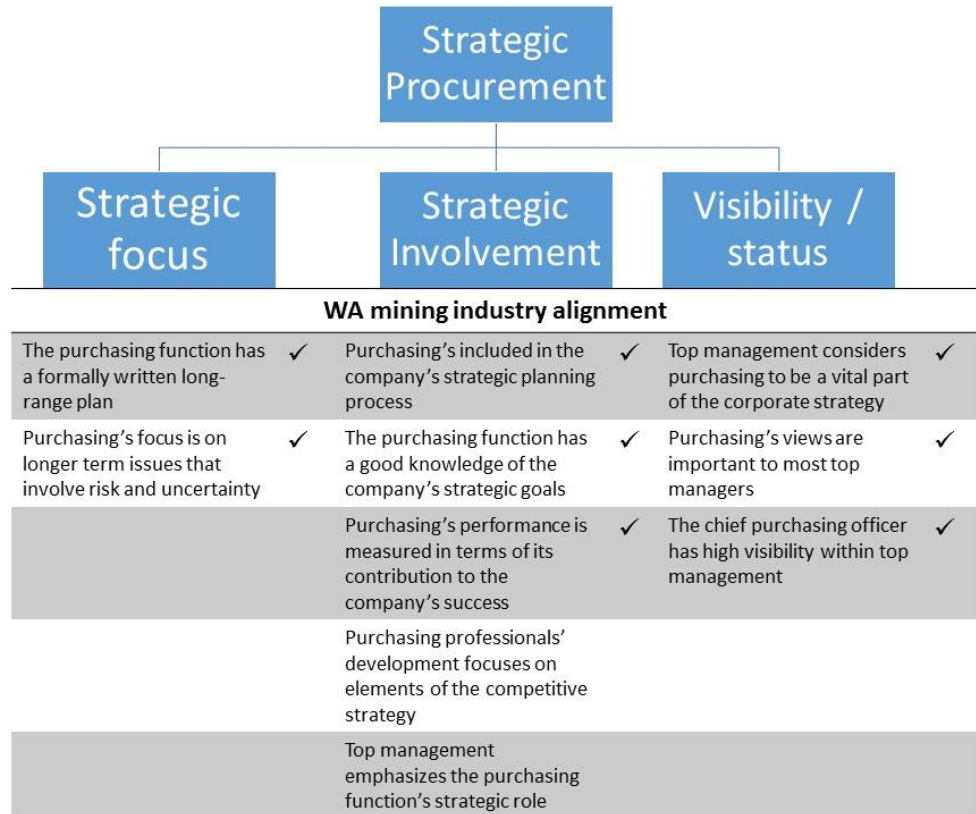 Strategic
Procurement
Strategic
focus
Strategic
Involvement
Visibility /
status
WA mining industry alignment
The purchasing function has
a formally written long-
range plan
✓
Purchasing's included in the
company's strategic planning
process
✓
Top management considers
purchasing to be a vital part
of the corporate strategy
✓
Purchasing's focus is on
longer term issues that
involve risk and uncertainty
✓
The purchasing function has
a good knowledge of the
company's strategic goals
✓
Purchasing's views are
important to most top
managers
✓
Purchasing's performance is
measured in terms of its
contribution to the
company's success
✓
The chief purchasing officer
has high visibility within top
management
✓
Purchasing professionals'
development focuses on
elements of the competitive
strategy
Top management
emphasizes the purchasing
function's strategic role